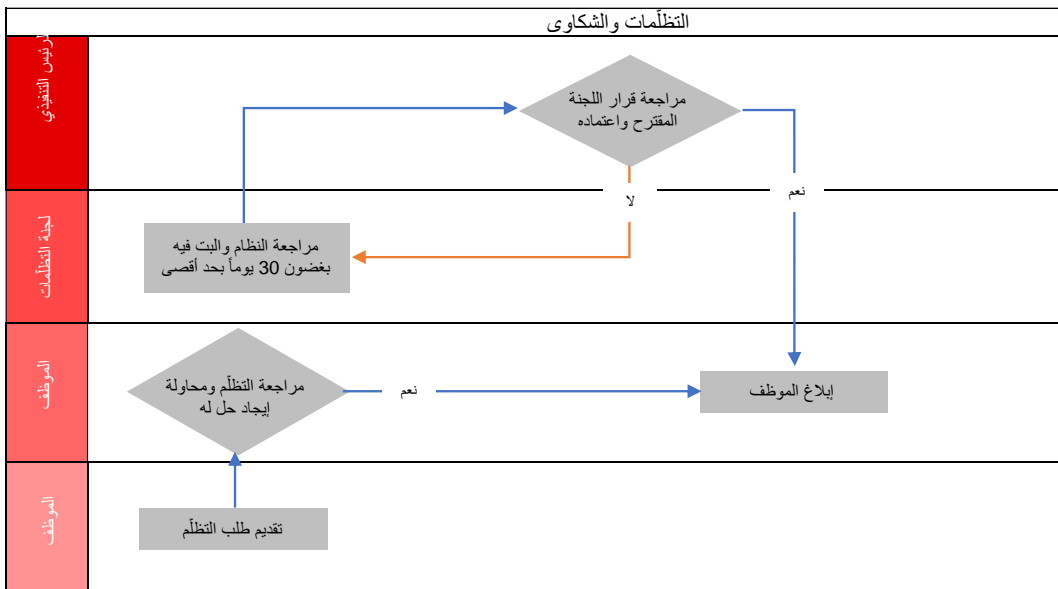 التظلّمات والشكاوى
الرئيس التنفيذي
مراجعة قرار اللجنة
المقترح واعتماده
نعم
لا
لجنة التظلّمات
مراجعة النظام والبت فيه
بغضون 30 يوماً بحد أقصى
الموظف
مراجعة التظلّم ومحاولة
إيجاد حل له
نعم
إبلاغ الموظف
الموظف
تقديم طلب التظلّم